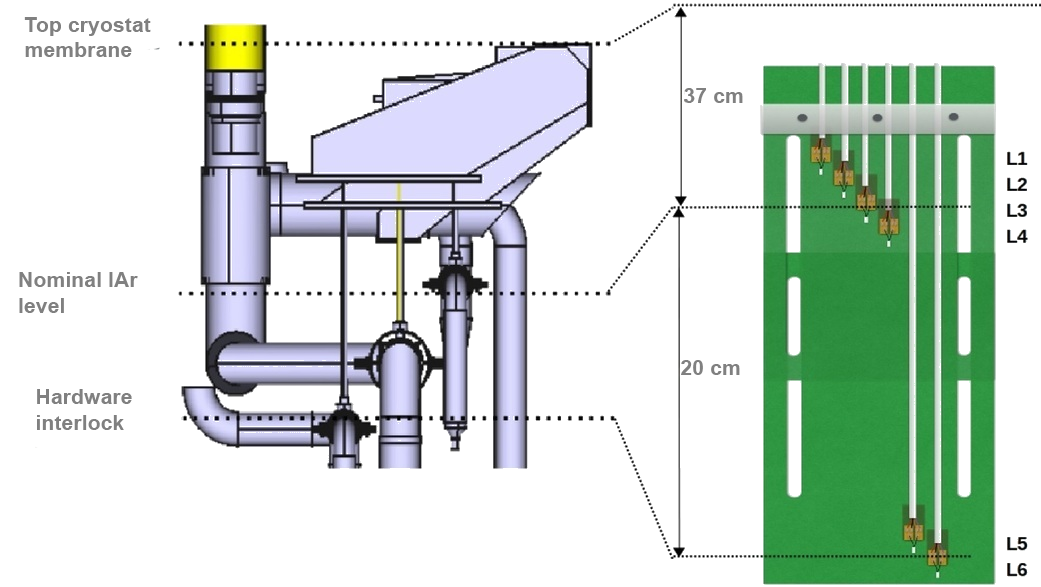 Top cryostat
membrane
37 cm
L1
L2
L3
L4
Nominal lAr
level
20 cm
Hardware
interlock
L5
L6